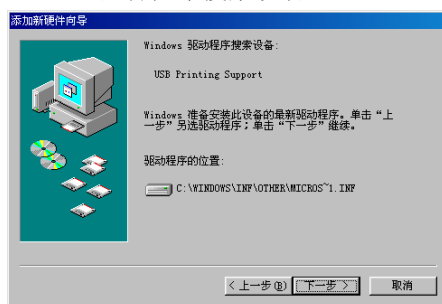 添加新硬件向导
Windows 驱动程序搜索设备:
USB Printing Support
Windows 准备安装此设备的最新驱动程序。单击“上
一步”另选驱动程序；单击“下一步”继续。
驱动程序的位置:
C:\WINDOWS\INF\OTHER\MICROS~1.INF
< 上一步(B) 下一步 > 取消